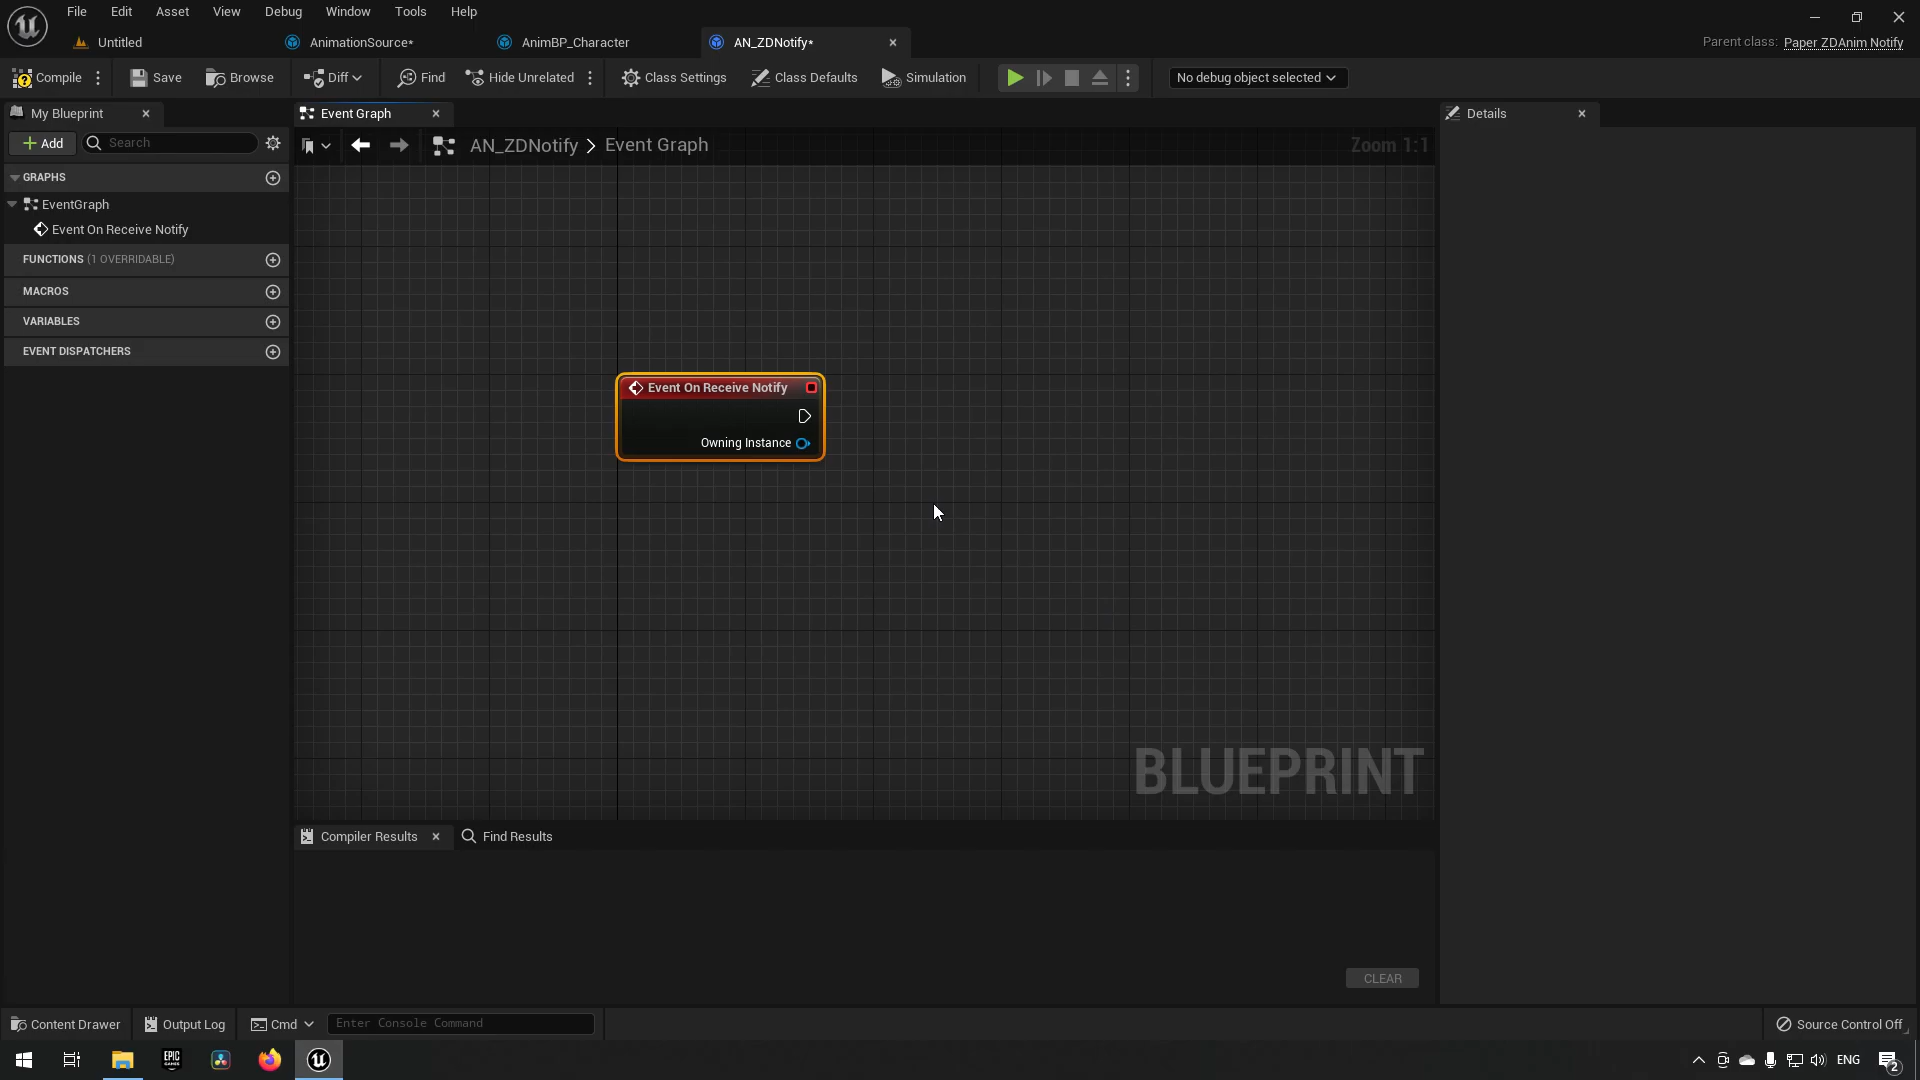 File Edit Asset View Debug Window Tools Help
Untitled AnimationSource* AnimBP_Character AN_ZDNotify* Parent class: Paper ZDAnim Notify
Compile Save Browse Diff Find Hide Unrelated Class Settings Class Defaults Simulation No debug object selected
My Blueprint Event Graph Details
Add Search AN_ZDNotify > Event Graph Zoom 1:1
GRAPHS
EventGraph
Event On Receive Notify
FUNCTIONS (1 OVERRIDABLE)
MACROS
VARIABLES
EVENT DISPATCHERS
Event On Receive Notify
Owning Instance
BLUEPRINT
Compiler Results Find Results
CLEAR
Content Drawer Output Log Cmd Enter Console Command Source Control Off
EPIC GAMES ENG 2